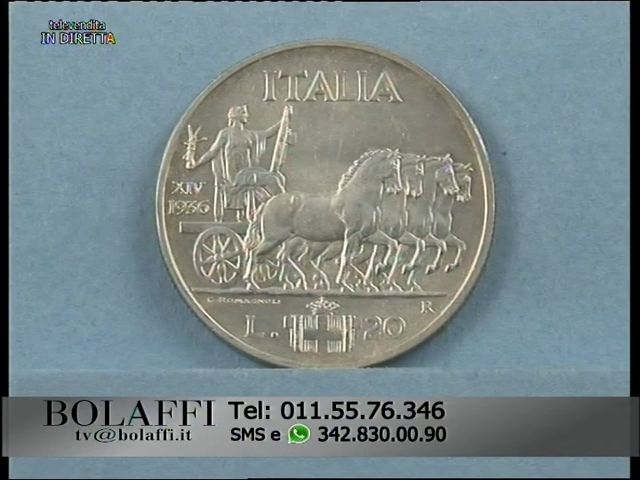 televendita
IN DIRETTA
ITALIA
XIV
1936
G. ROMAGNOLI
R
L. 20
BOLAFFI
tv@bolaffi.it
Tel: 011.55.76.346
SMS e 342.830.00.90